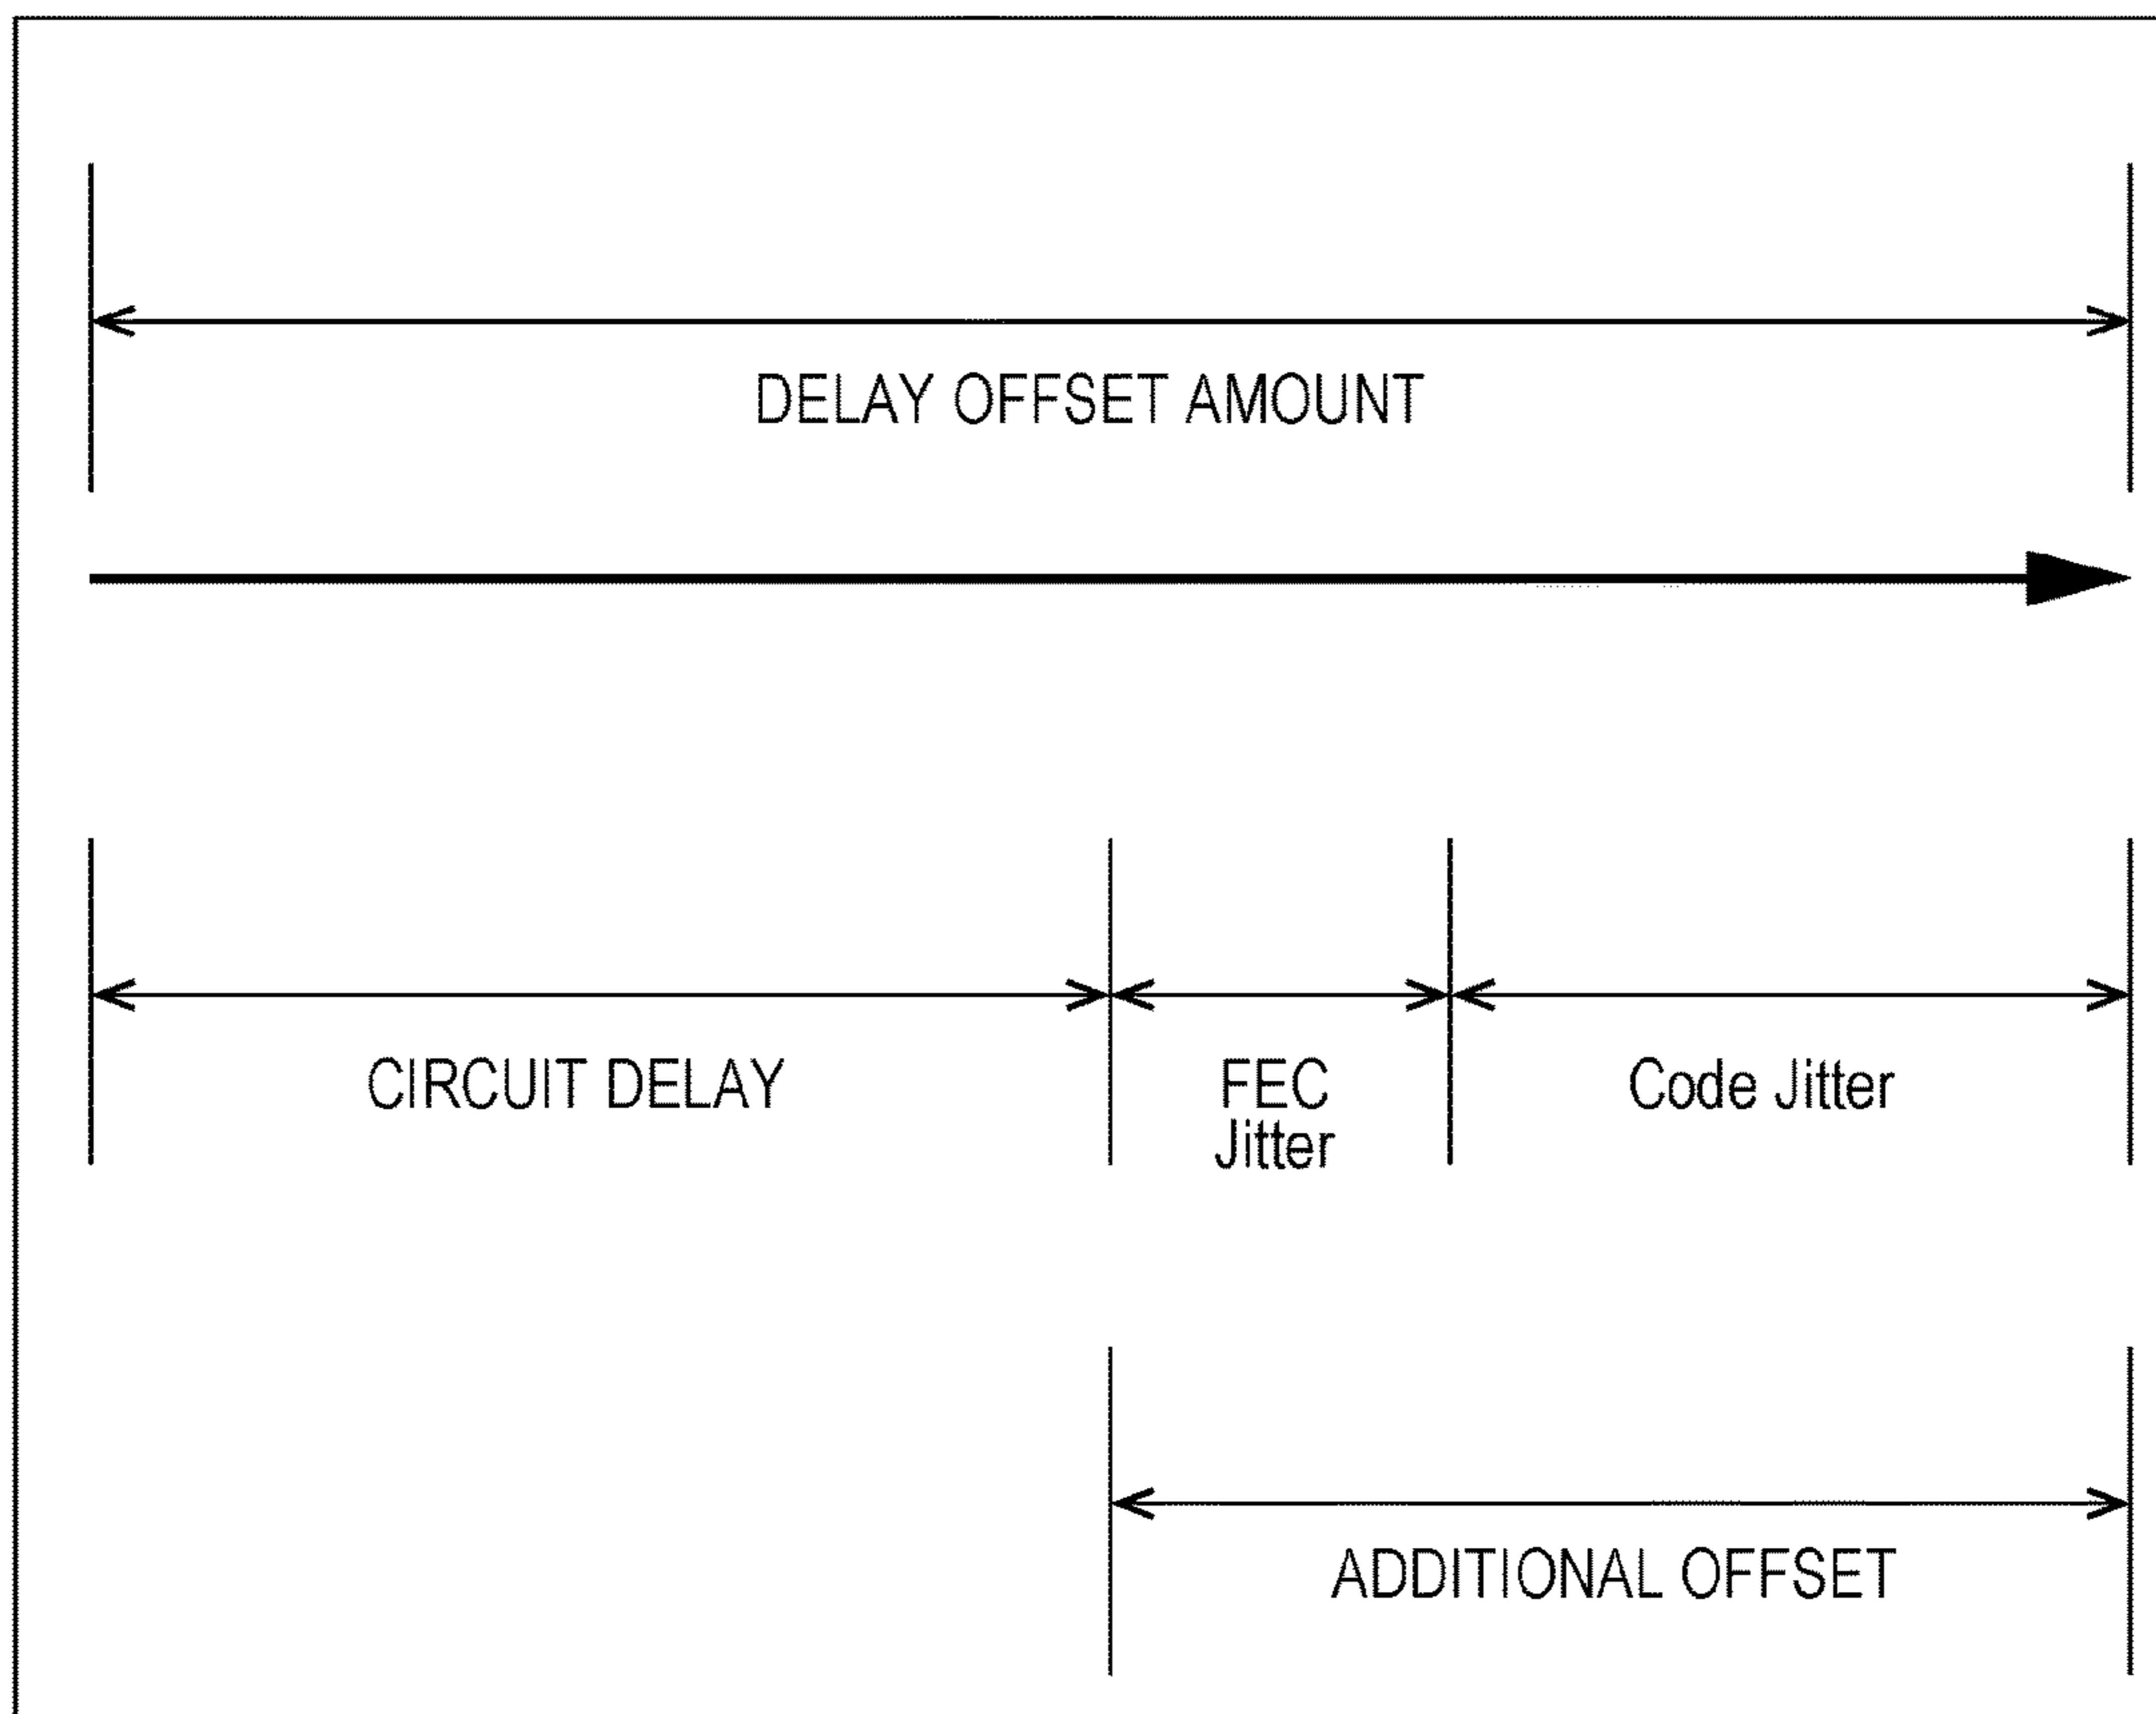 DELAY OFFSET AMOUNT
CIRCUIT DELAY
FEC
Jitter
Code Jitter
ADDITIONAL OFFSET